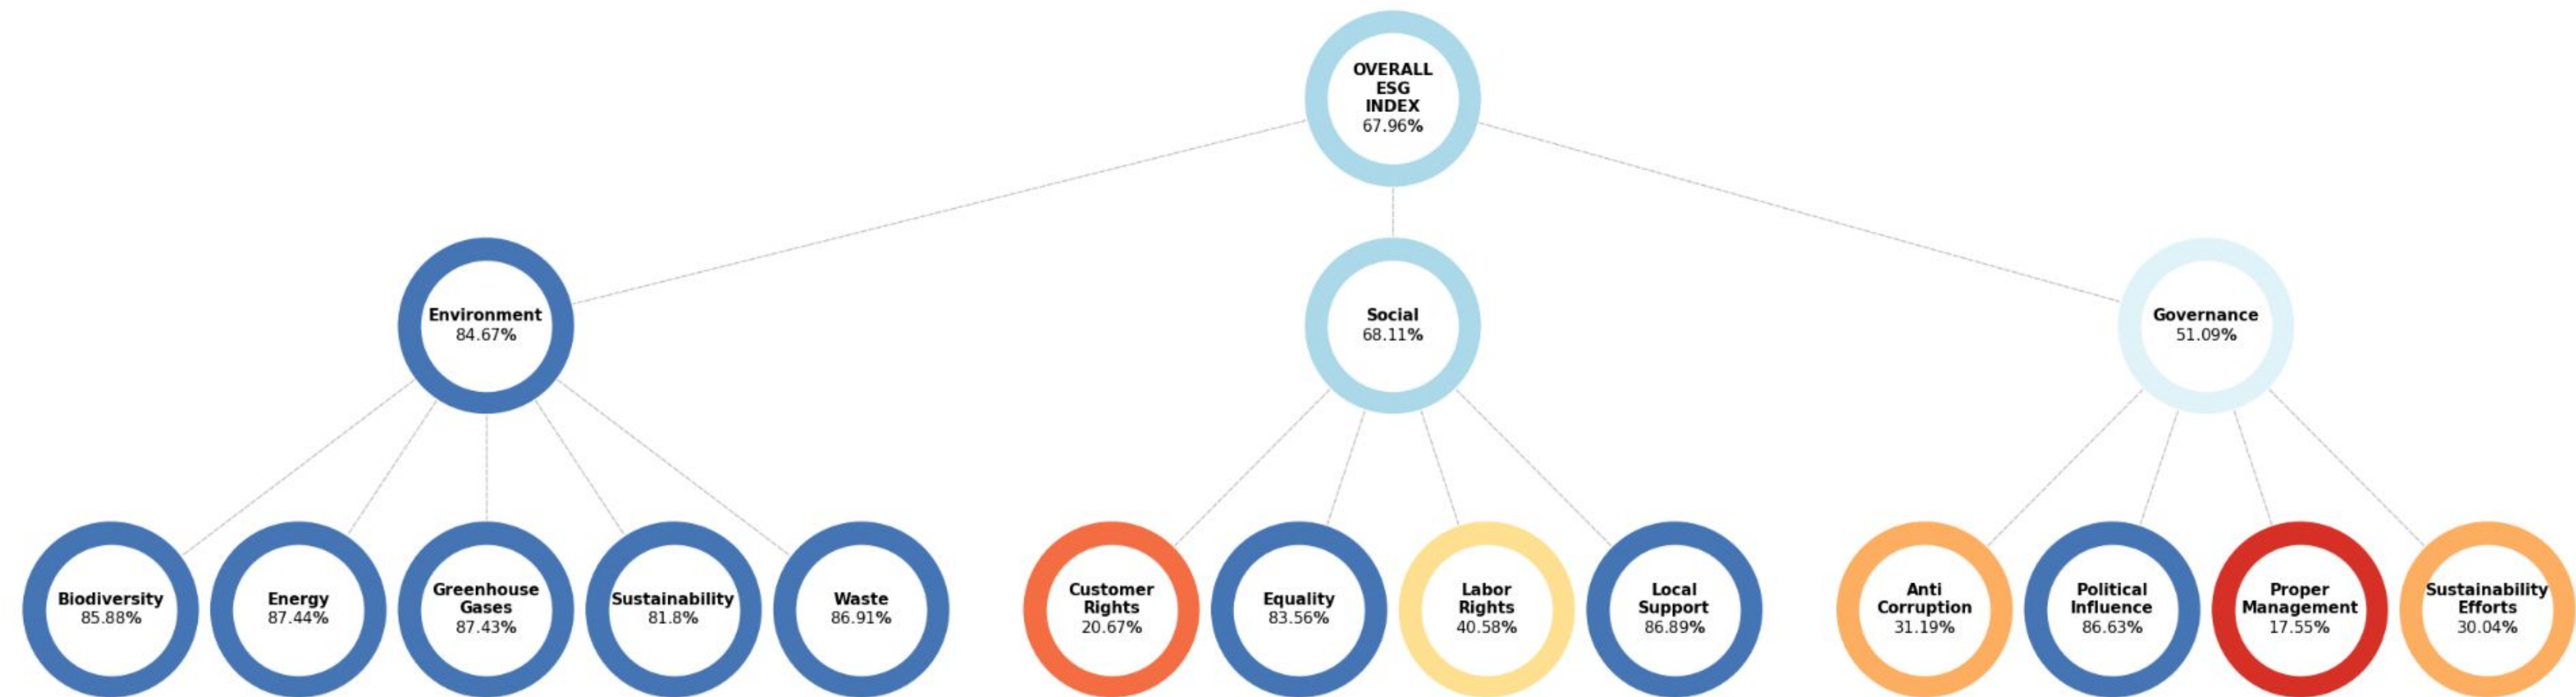 OVERALL
ESG
INDEX
67.96%
Environment
84.67%
Social
68.11%
Governance
51.09%
Biodiversity
85.88%
Energy
87.44%
Greenhouse
Gases
87.43%
Sustainability
81.8%
Waste
86.91%
Customer
Rights
20.67%
Equality
83.56%
Labor
Rights
40.58%
Local
Support
86.89%
Anti
Corruption
31.19%
Political
Influence
86.63%
Proper
Management
17.55%
Sustainability
Efforts
30.04%